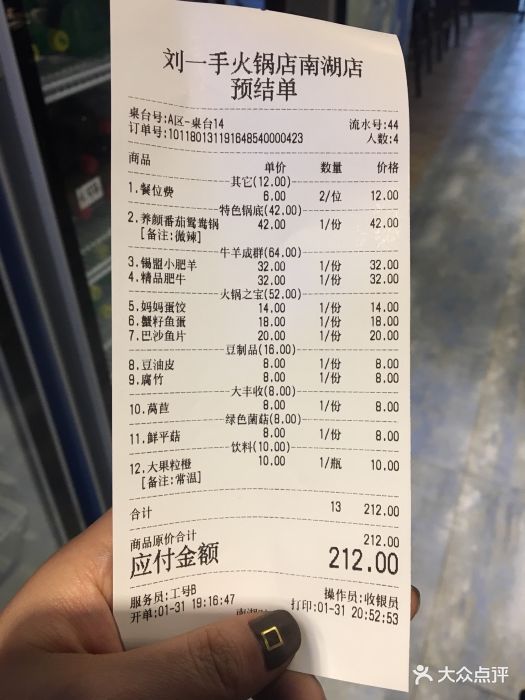 刘一手火锅店南湖店
预结单
桌台号:A区-桌台14 流水号:44
订单号:101180131191648540000423 人数:4
商品 单价 数量 价格
其它(12.00)
1.餐位费 6.00 2/位 12.00
特色锅底(42.00)
2.养颜番茄鸳鸯锅 42.00 1/份 42.00
[备注:微辣]
牛羊成群(64.00)
3.锡盟小肥羊 32.00 1/份 32.00
4.精品肥牛 32.00 1/份 32.00
火锅之宝(52.00)
5.妈妈蛋饺 14.00 1/份 14.00
6.蟹籽鱼蛋 18.00 1/份 18.00
7.巴沙鱼片 20.00 1/份 20.00
豆制品(16.00)
8.豆油皮 8.00 1/份 8.00
9.腐竹 8.00 1/份 8.00
大丰收(8.00)
10.莴苣 8.00 1/份 8.00
绿色菌菇(8.00)
11.鲜平菇 8.00 1/份 8.00
饮料(10.00)
12.大果粒橙 10.00 1/瓶 10.00
[备注:常温]
合计 13 212.00
商品原价合计 212.00
应付金额 212.00
服务员:工号B 操作员:收银员
开单:01-31 19:16:47 打印:01-31 20:52:53
南湖
大众点评